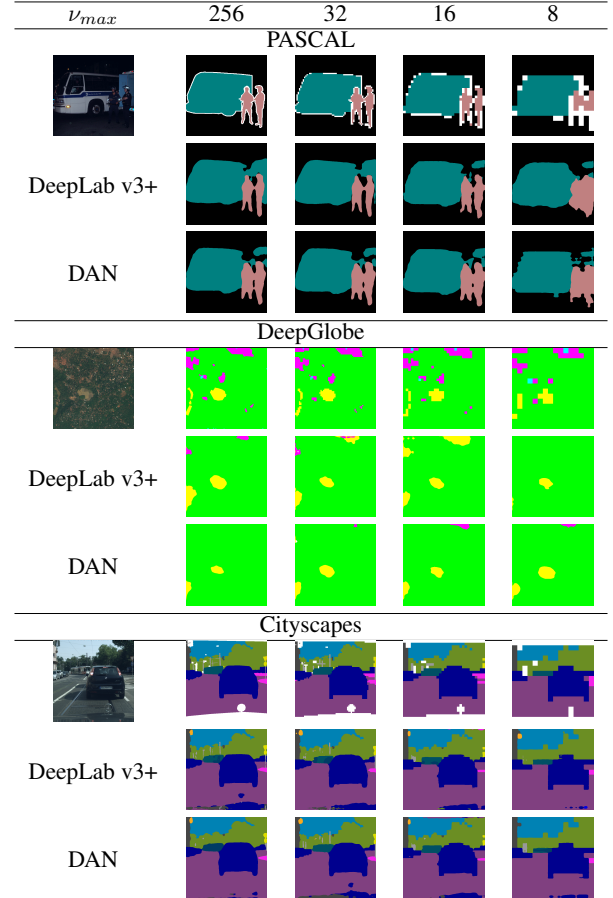 ν_max 256 32 16 8
PASCAL
DeepLab v3+
DAN
DeepGlobe
DeepLab v3+
DAN
Cityscapes
DeepLab v3+
DAN